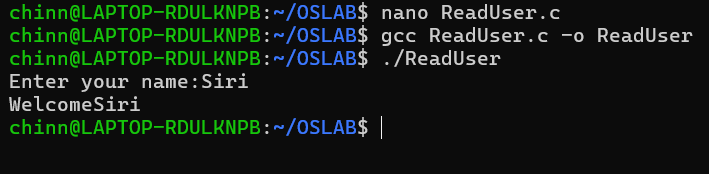 chinn@LAPTOP-RDULKNPB:~/OSLAB$ nano ReadUser.c
chinn@LAPTOP-RDULKNPB:~/OSLAB$ gcc ReadUser.c -o ReadUser
chinn@LAPTOP-RDULKNPB:~/OSLAB$ ./ReadUser
Enter your name:Siri
WelcomeSiri
chinn@LAPTOP-RDULKNPB:~/OSLAB$